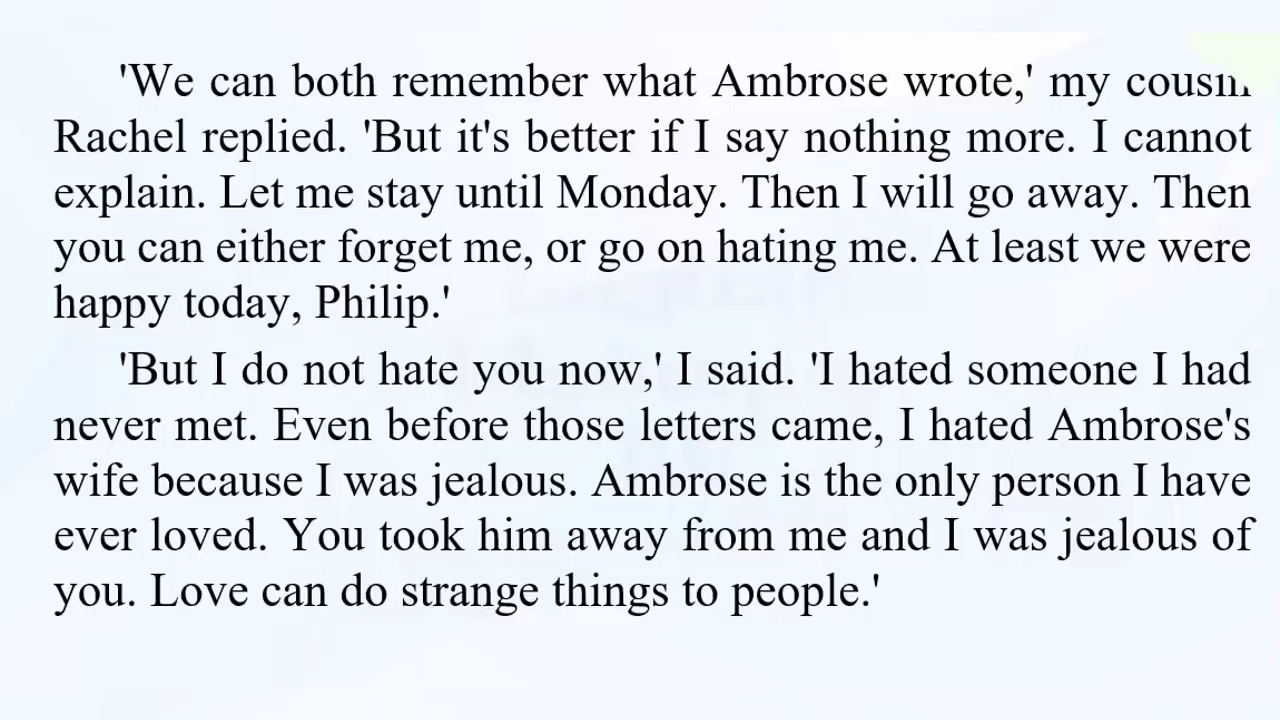 'We can both remember what Ambrose wrote,' my cousin
Rachel replied. 'But it's better if I say nothing more. I cannot
explain. Let me stay until Monday. Then I will go away. Then
you can either forget me, or go on hating me. At least we were
happy today, Philip.'
'But I do not hate you now,' I said. 'I hated someone I had
never met. Even before those letters came, I hated Ambrose's
wife because I was jealous. Ambrose is the only person I have
ever loved. You took him away from me and I was jealous of
you. Love can do strange things to people.'